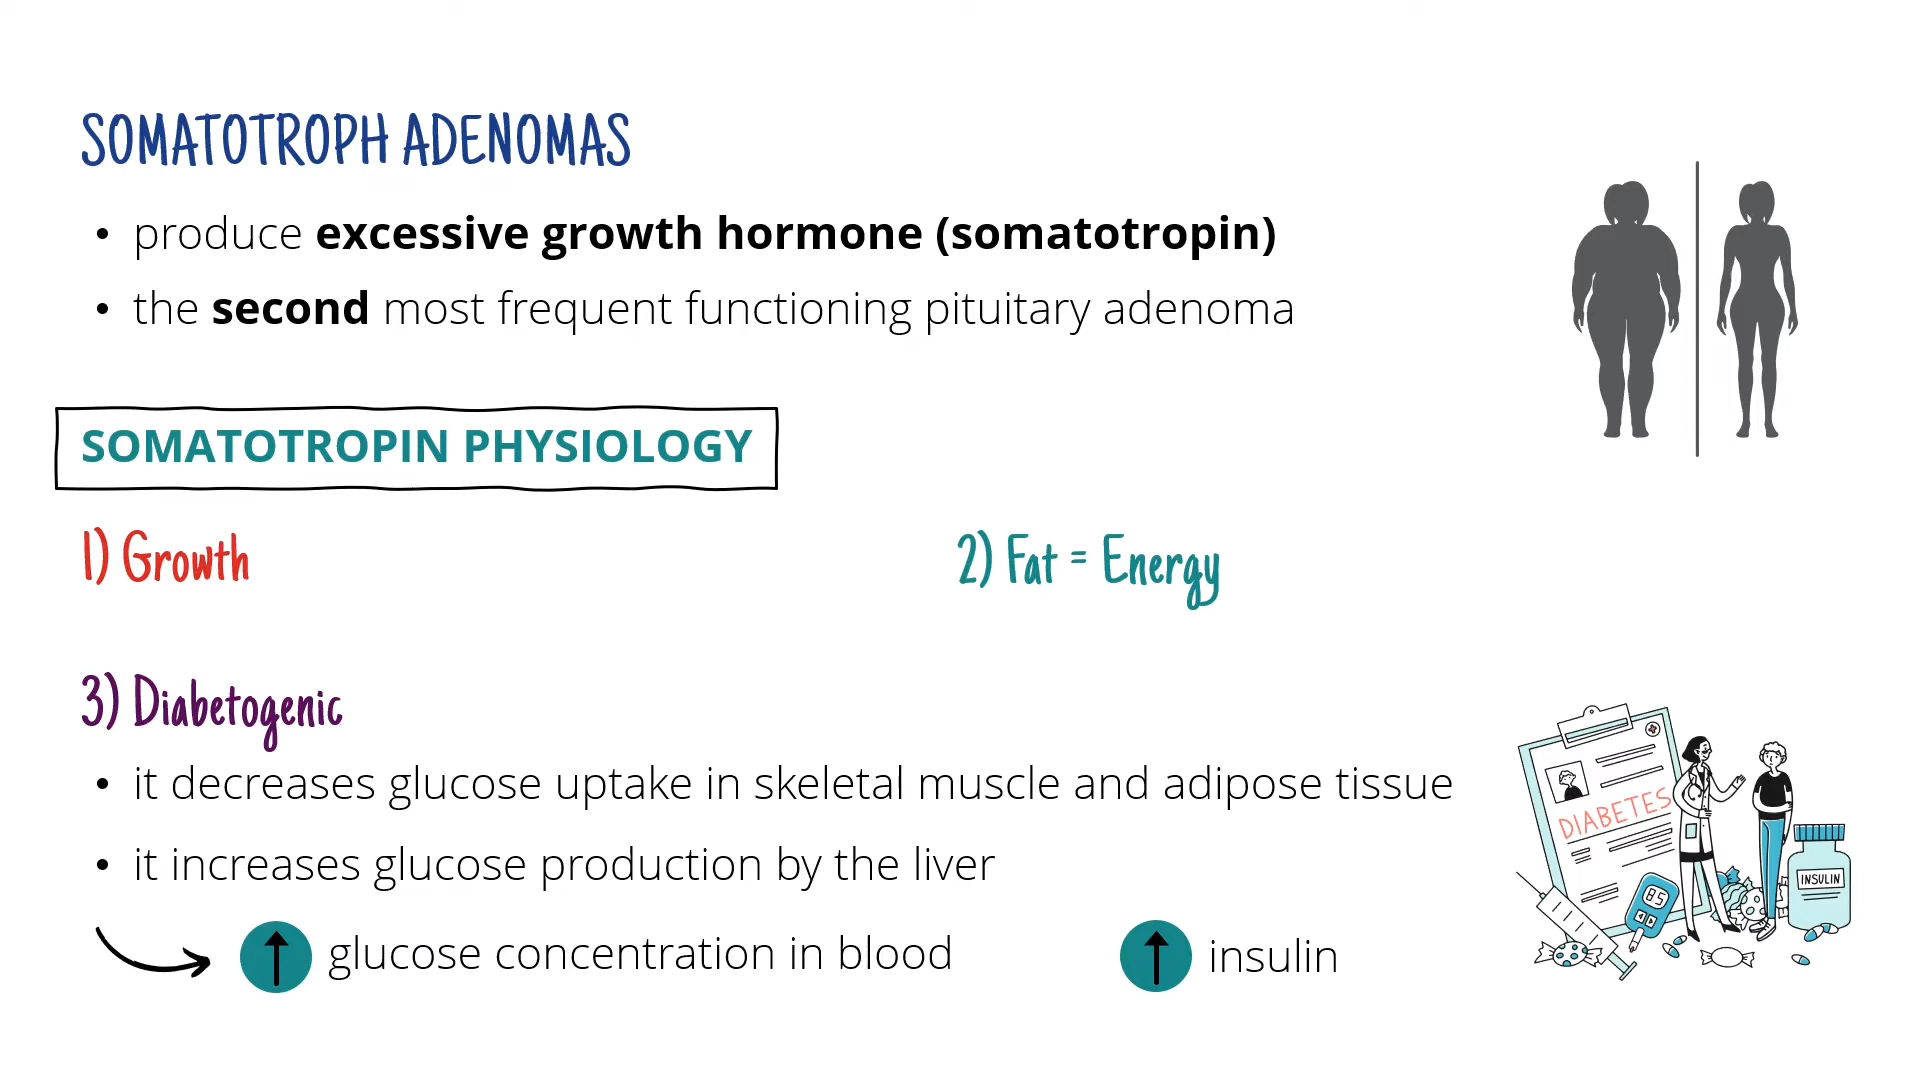 SOMATOTROPH ADENOMAS
• produce excessive growth hormone (somatotropin)
• the second most frequent functioning pituitary adenoma
SOMATOTROPIN PHYSIOLOGY
1) Growth
2) Fat = Energy
3) Diabetogenic
• it decreases glucose uptake in skeletal muscle and adipose tissue
• it increases glucose production by the liver
glucose concentration in blood
insulin
DIABETES
85
INSULIN